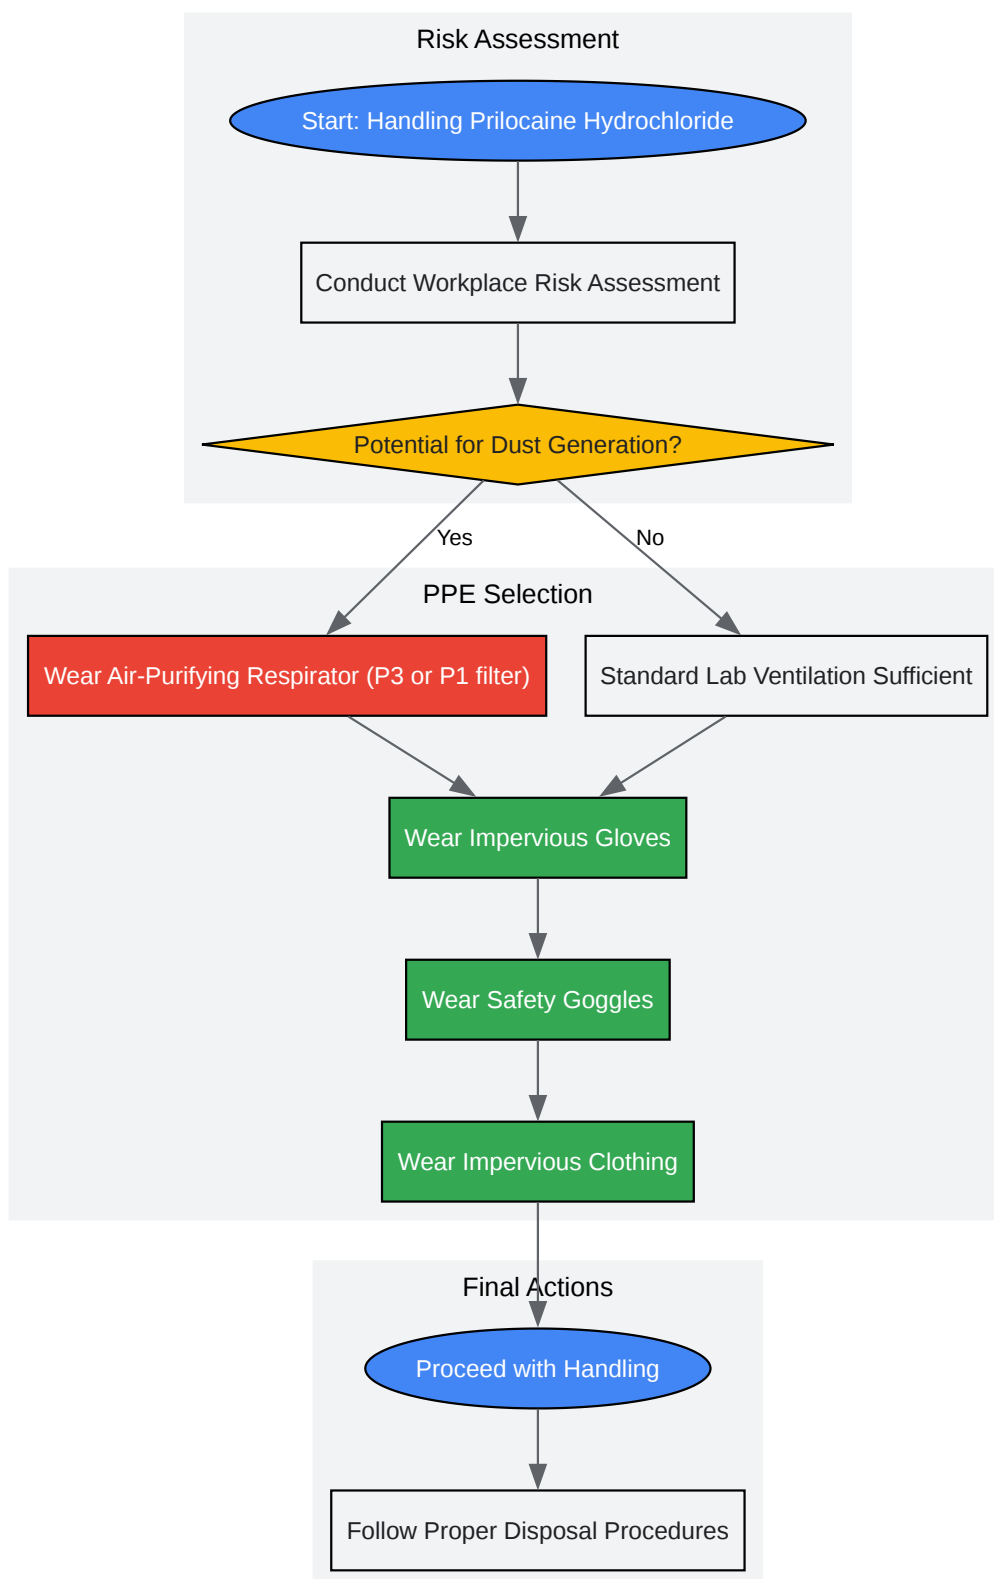 Risk Assessment
Start: Handling Prilocaine Hydrochloride
Conduct Workplace Risk Assessment
Potential for Dust Generation?
Yes
No
PPE Selection
Wear Air-Purifying Respirator (P3 or P1 filter)
Standard Lab Ventilation Sufficient
Wear Impervious Gloves
Wear Safety Goggles
Wear Impervious Clothing
Final Actions
Proceed with Handling
Follow Proper Disposal Procedures